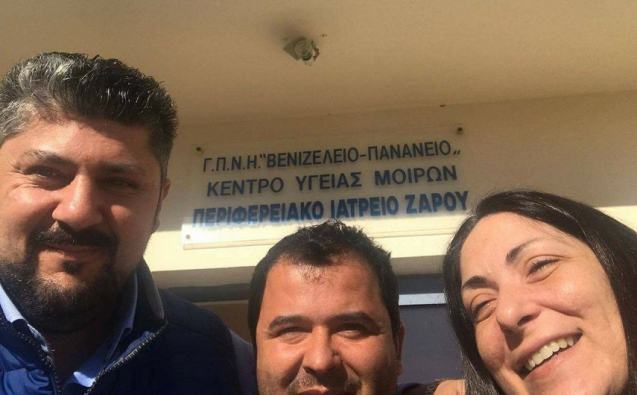 Γ.Π.Ν.Η."ΒΕΝΙΖΕΛΕΙΟ-ΠΑΝΑΝΕΙΟ„
ΚΕΝΤΡΟ ΥΓΕΙΑΣ ΜΟΙΡΩΝ
ΠΕΡΙΦΕΡΕΙΑΚΟ ΙΑΤΡΕΙΟ ΖΑΡΟΥ